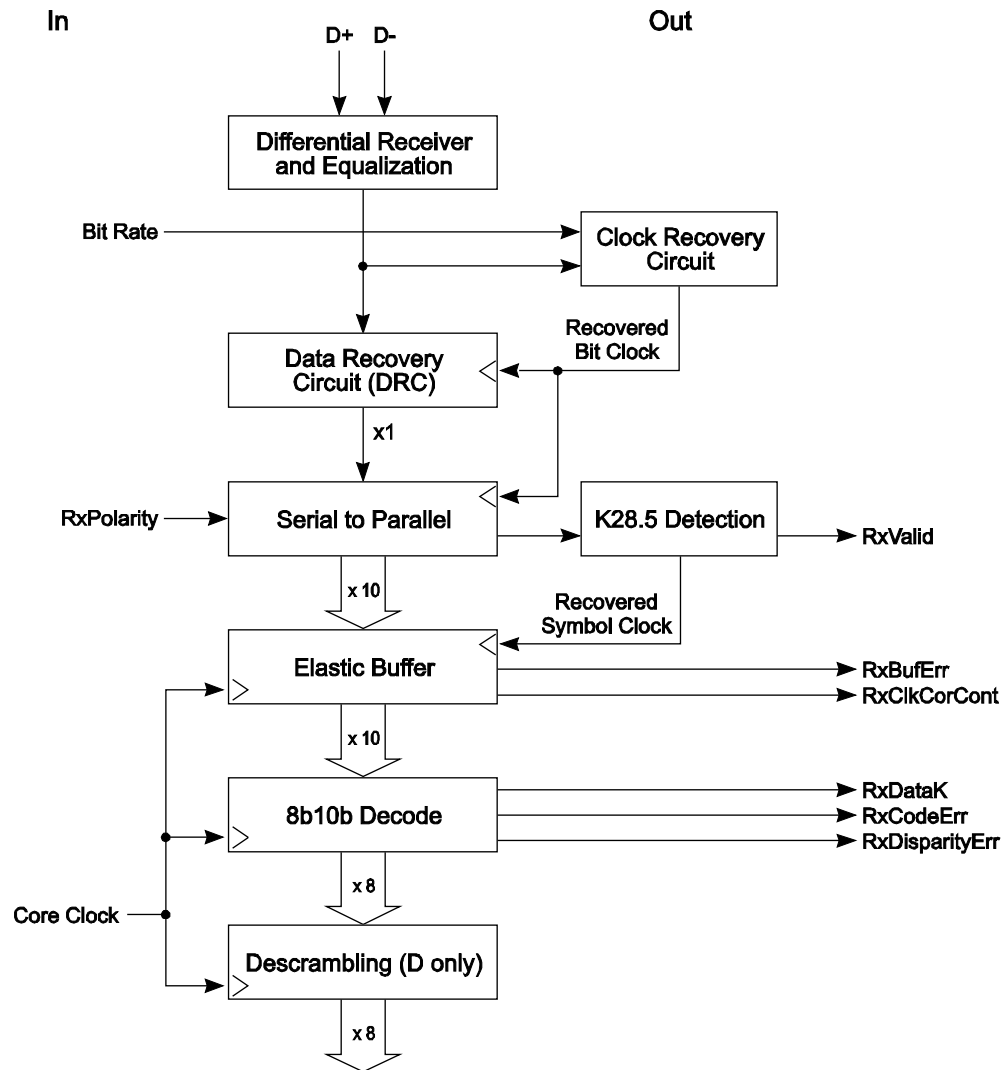 In
Out
D+
D-
Differential Receiver
and Equalization
Bit Rate
Clock Recovery
Circuit
Recovered
Bit Clock
Data Recovery
Circuit (DRC)
x1
RxPolarity
Serial to Parallel
K28.5 Detection
RxValid
x 10
Recovered
Symbol Clock
Elastic Buffer
RxBufErr
RxClkCorCont
x 10
8b10b Decode
RxDataK
RxCodeErr
RxDisparityErr
x 8
Core Clock
Descrambling (D only)
x 8